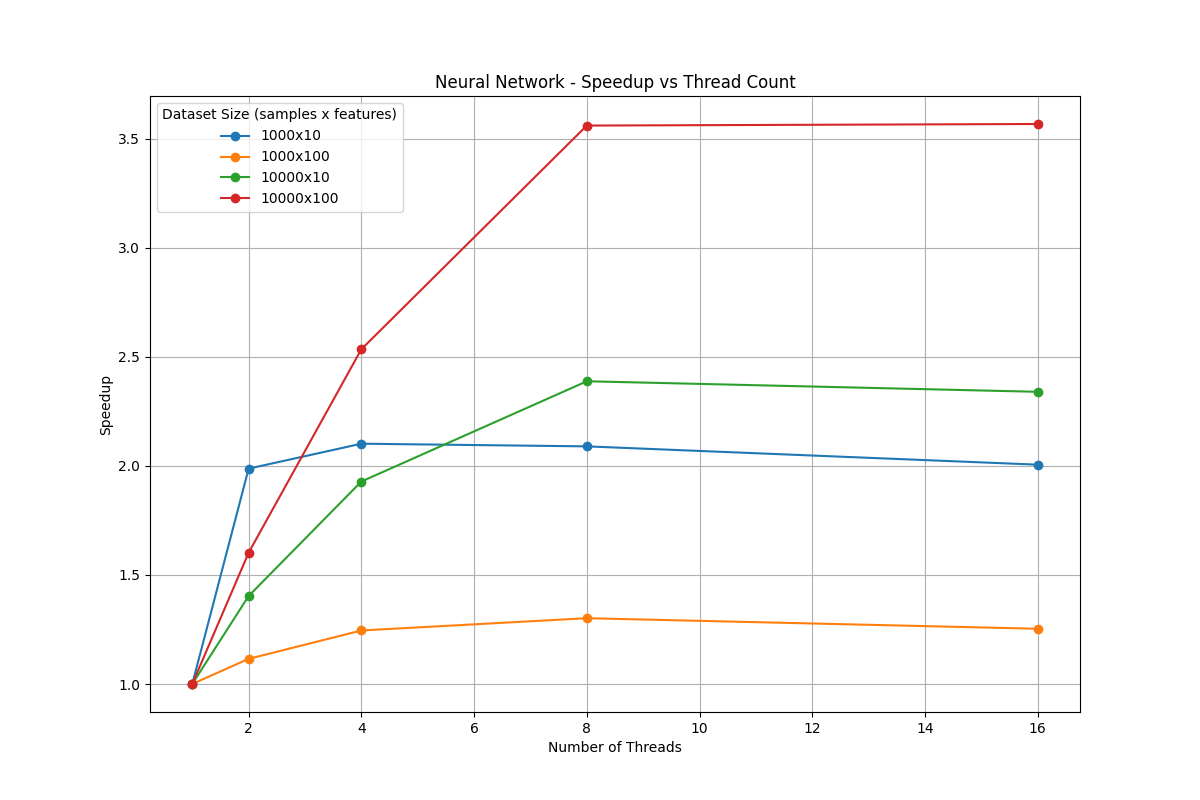 Neural Network - Speedup vs Thread Count
Dataset Size (samples x features)
1000x10
1000x100
10000x10
10000x100
3.5
3.0
2.5
2.0
1.5
1.0
Speedup
2 4 6 8 10 12 14 16
Number of Threads